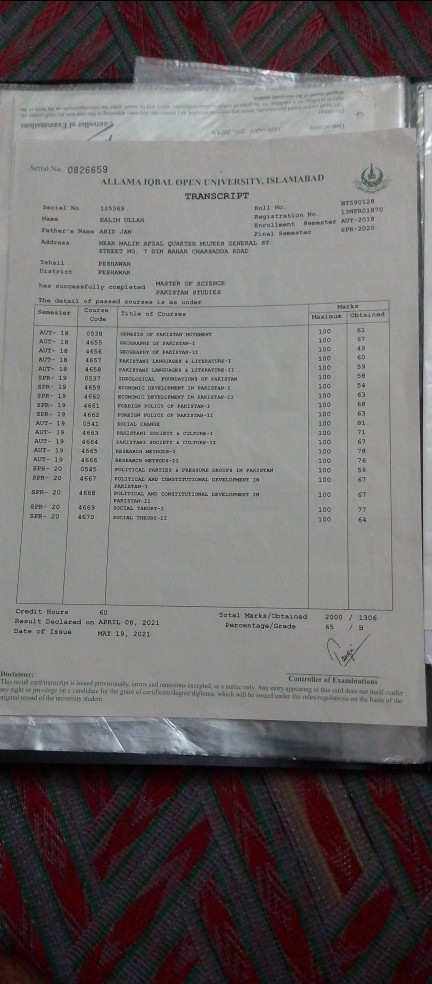 Serial No. 0826659
ALLAMA IQBAL OPEN UNIVERSITY, ISLAMABAD
TRANSCRIPT
Serial No 105369 Roll No. BT590128
Name KALIM ULLAH Registration No. 13NPR01870
Father's Name ABID JAN Enrollment Semester AUT-2018
Final Semester SPR-2020
Address NEAR MALIK AFZAL QUARTER MUJEER GENERAL ST
STREET NO. 7 DIN BAHAR CHARSADDA ROAD
Tehsil PESHAWAR
District PESHAWAR
has successfully completed MASTER OF SCIENCE
PAKISTAN STUDIES
The detail of passed courses is as under
Semester Course Code Title of Courses Marks
Maximum Obtained
AUT- 18 0538 GENESIS OF PAKISTAN MOVEMENT 100 61
AUT- 18 4655 GEOGRAPHY OF PAKISTAN-I 100 67
AUT- 18 4656 GEOGRAPHY OF PAKISTAN-II 100 49
AUT- 18 4657 PAKISTANI LANGUAGES & LITERATURE-I 100 60
AUT- 18 4658 PAKISTANI LANGUAGES & LITERATURE-II 100 59
SPR- 19 0537 IDEOLOGICAL FOUNDATIONS OF PAKISTAN 100 58
SPR- 19 4659 ECONOMIC DEVELOPMENT IN PAKISTAN-I 100 54
SPR- 19 4660 ECONOMIC DEVELOPMENT IN PAKISTAN-II 100 63
SPR- 19 4661 FOREIGN POLICY OF PAKISTAN-I 100 68
SPR- 19 4662 FOREIGN POLICY OF PAKISTAN-II 100 63
AUT- 19 0541 SOCIAL CHANGE 100 81
AUT- 19 4663 PAKISTANI SOCIETY & CULTURE-I 100 71
AUT- 19 4664 PAKISTANI SOCIETY & CULTURE-II 100 67
AUT- 19 4665 RESEARCH METHODS-I 100 78
AUT- 19 4666 RESEARCH METHODS-II 100 76
SPR- 20 0545 POLITICAL PARTIES & PRESSURE GROUPS IN PAKISTAN 100 56
SPR- 20 4667 POLITICAL AND CONSTITUTIONAL DEVELOPMENT IN 100 67
PAKISTAN-I
SPR- 20 4668 POLITICAL AND CONSTITUTIONAL DEVELOPMENT IN 100 67
PAKISTAN-II
SPR- 20 4669 SOCIAL THEORY-I 100 77
SPR- 20 4670 SOCIAL THEORY-II 100 64
Credit Hours 60 Total Marks/Obtained 2000 / 1306
Result Declared on APRIL 06, 2021 Percentage/Grade 65 / B
Date of Issue MAY 19, 2021
Controller of Examinations
Disclaimer:
This result card/transcript is issued provisionally, errors and omissions excepted, as a notice only. Any entry appearing in this card does not itself confer
any right or privilege on a candidate for the grant of certificate/degree/diploma, which will be issued under the rules/regulations on the basis of the
original record of the university student.